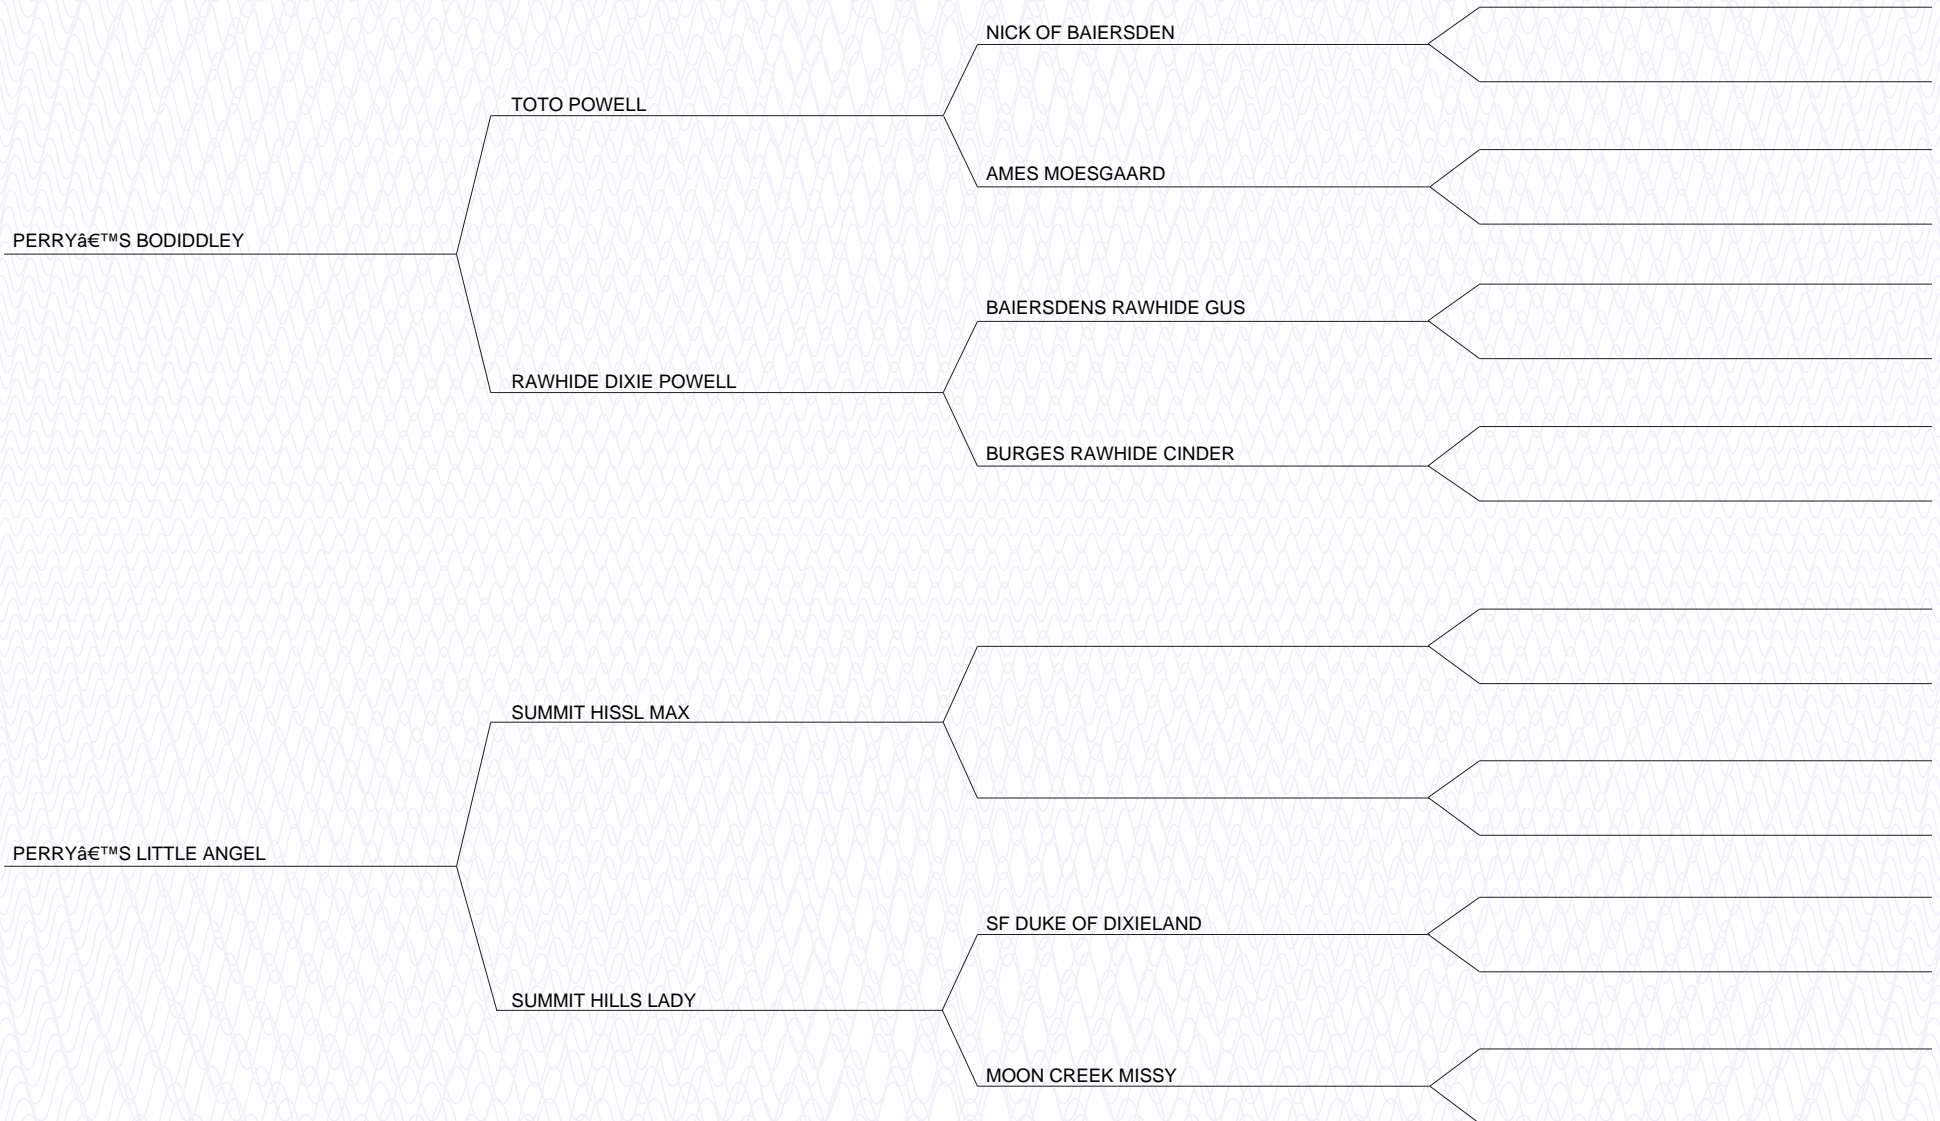 NICK OF BAIERSDEN
TOTO POWELL
AMES MOESGAARD
PERRYâ€™S BODIDDLEY
BAIERSDENS RAWHIDE GUS
RAWHIDE DIXIE POWELL
BURGES RAWHIDE CINDER
SUMMIT HISSL MAX
PERRYâ€™S LITTLE ANGEL
SF DUKE OF DIXIELAND
SUMMIT HILLS LADY
MOON CREEK MISSY